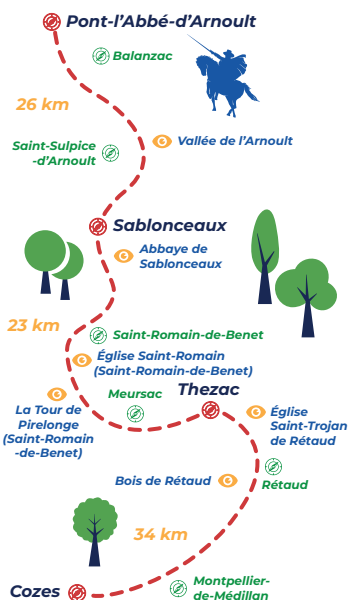 Pont-l'Abbé-d'Arnoult
Balanzac
26 km
Vallée de l'Arnoult
Saint-Sulpice
-d'Arnoult
Sablonceaux
Abbaye de
Sablonceaux
23 km
Saint-Romain-de-Benet
Église Saint-Romain
(Saint-Romain-de-Benet)
Meursac
Thezac
La Tour de
Pirelonge
(Saint-Romain
-de-Benet)
Église
Saint-Trojan
de Rétaud
Bois de Rétaud
Rétaud
34 km
Montpellier-
de-Médillan
Cozes